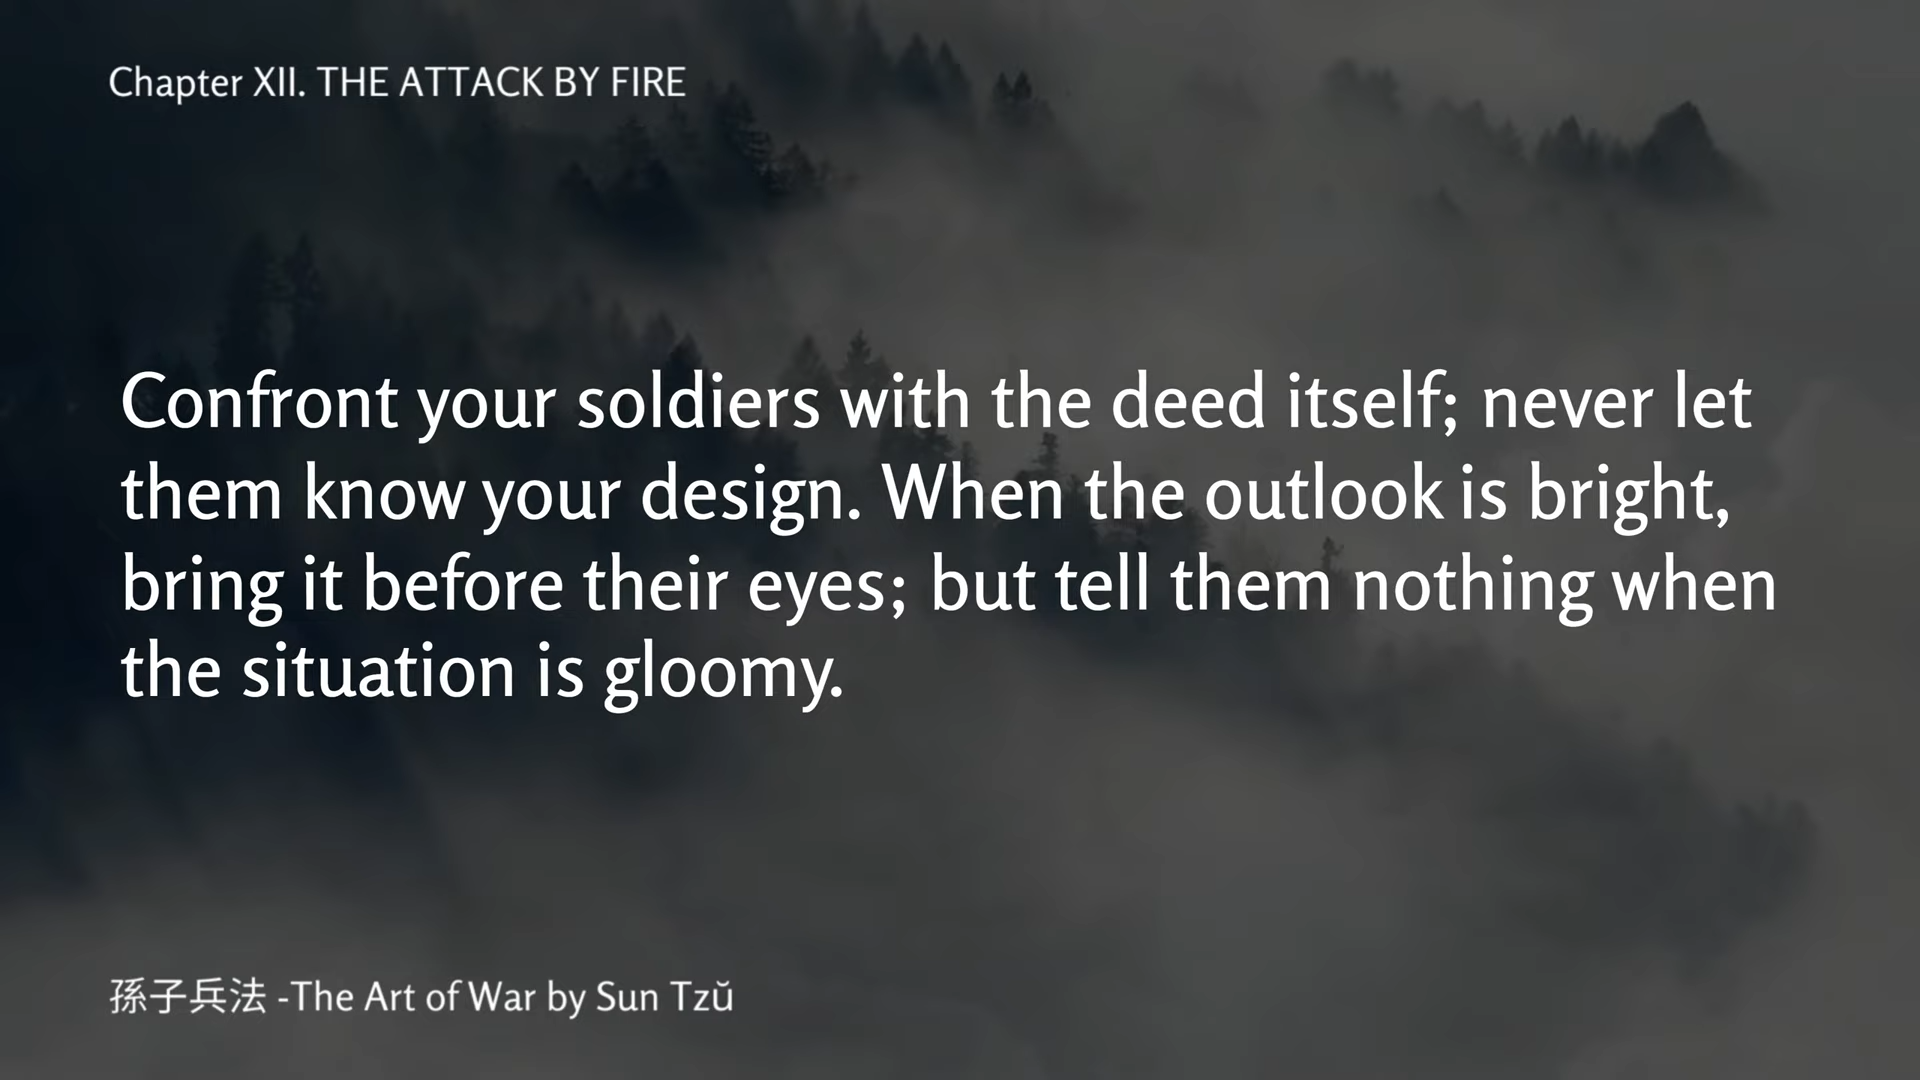 Chapter XII. THE ATTACK BY FIRE
Confront your soldiers with the deed itself; never let
them know your design. When the outlook is bright,
bring it before their eyes; but tell them nothing when
the situation is gloomy.
孫子兵法 -The Art of War by Sun Tzŭ